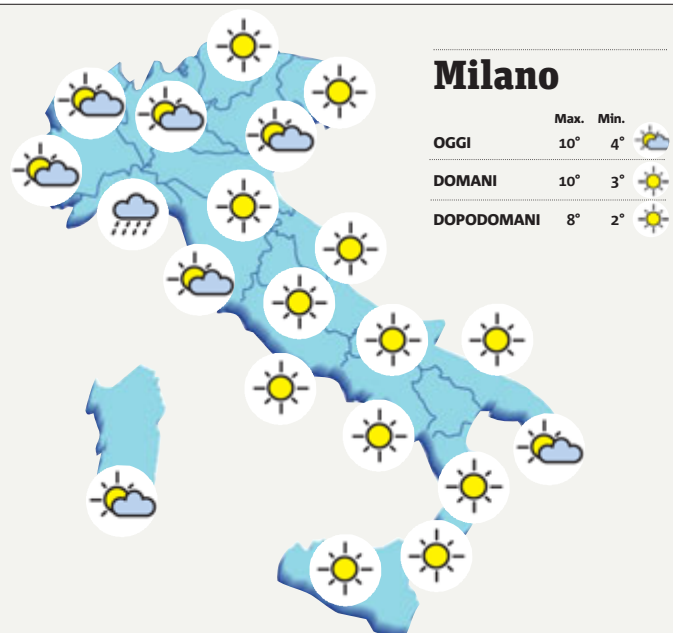 Milano
Max. Min.
OGGI 10° 4°
DOMANI 10° 3°
DOPODOMANI 8° 2°